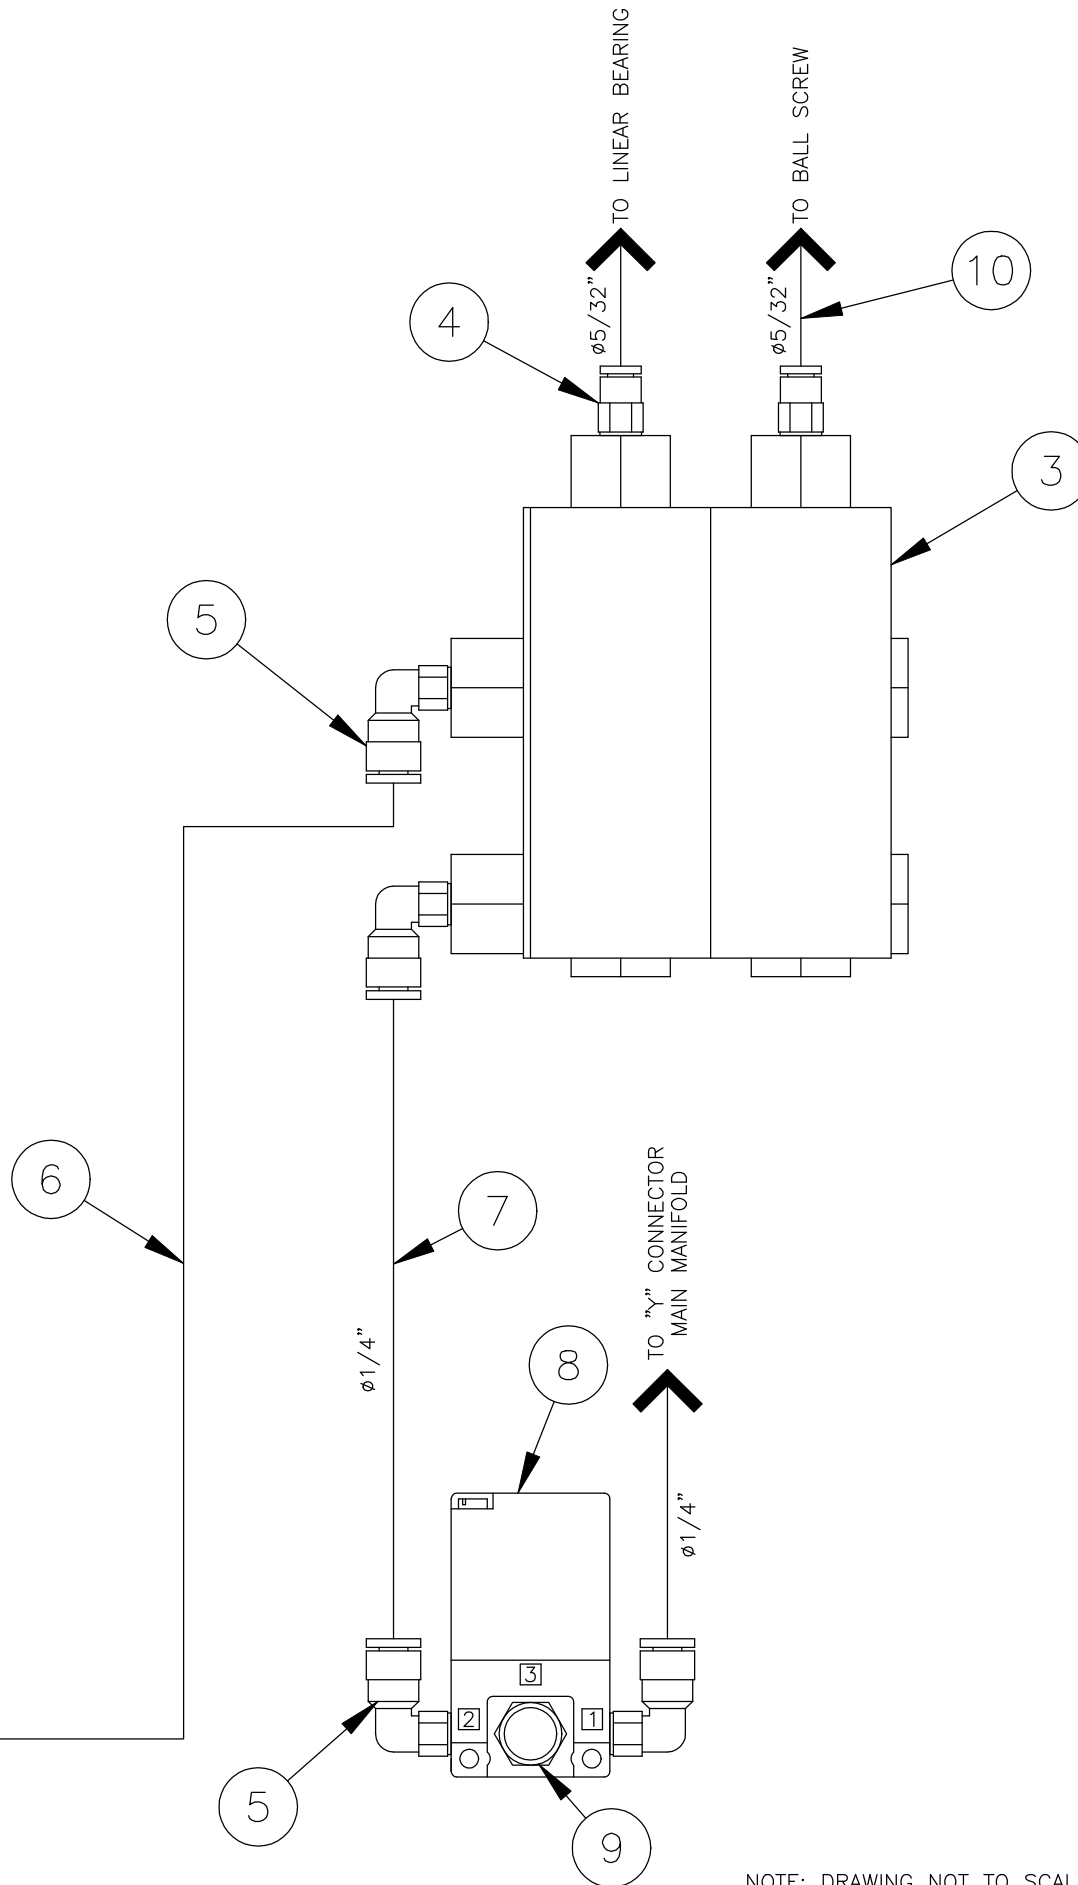 TO LINEAR BEARING
TO BALL SCREW
10
4
ø5/32"
ø5/32"
3
5
6
7
TO "Y" CONNECTOR
MAIN MANIFOLD
ø1/4"
8
ø1/4"
3
2
1
5
9
NOTE: DRAWING NOT TO SCAL